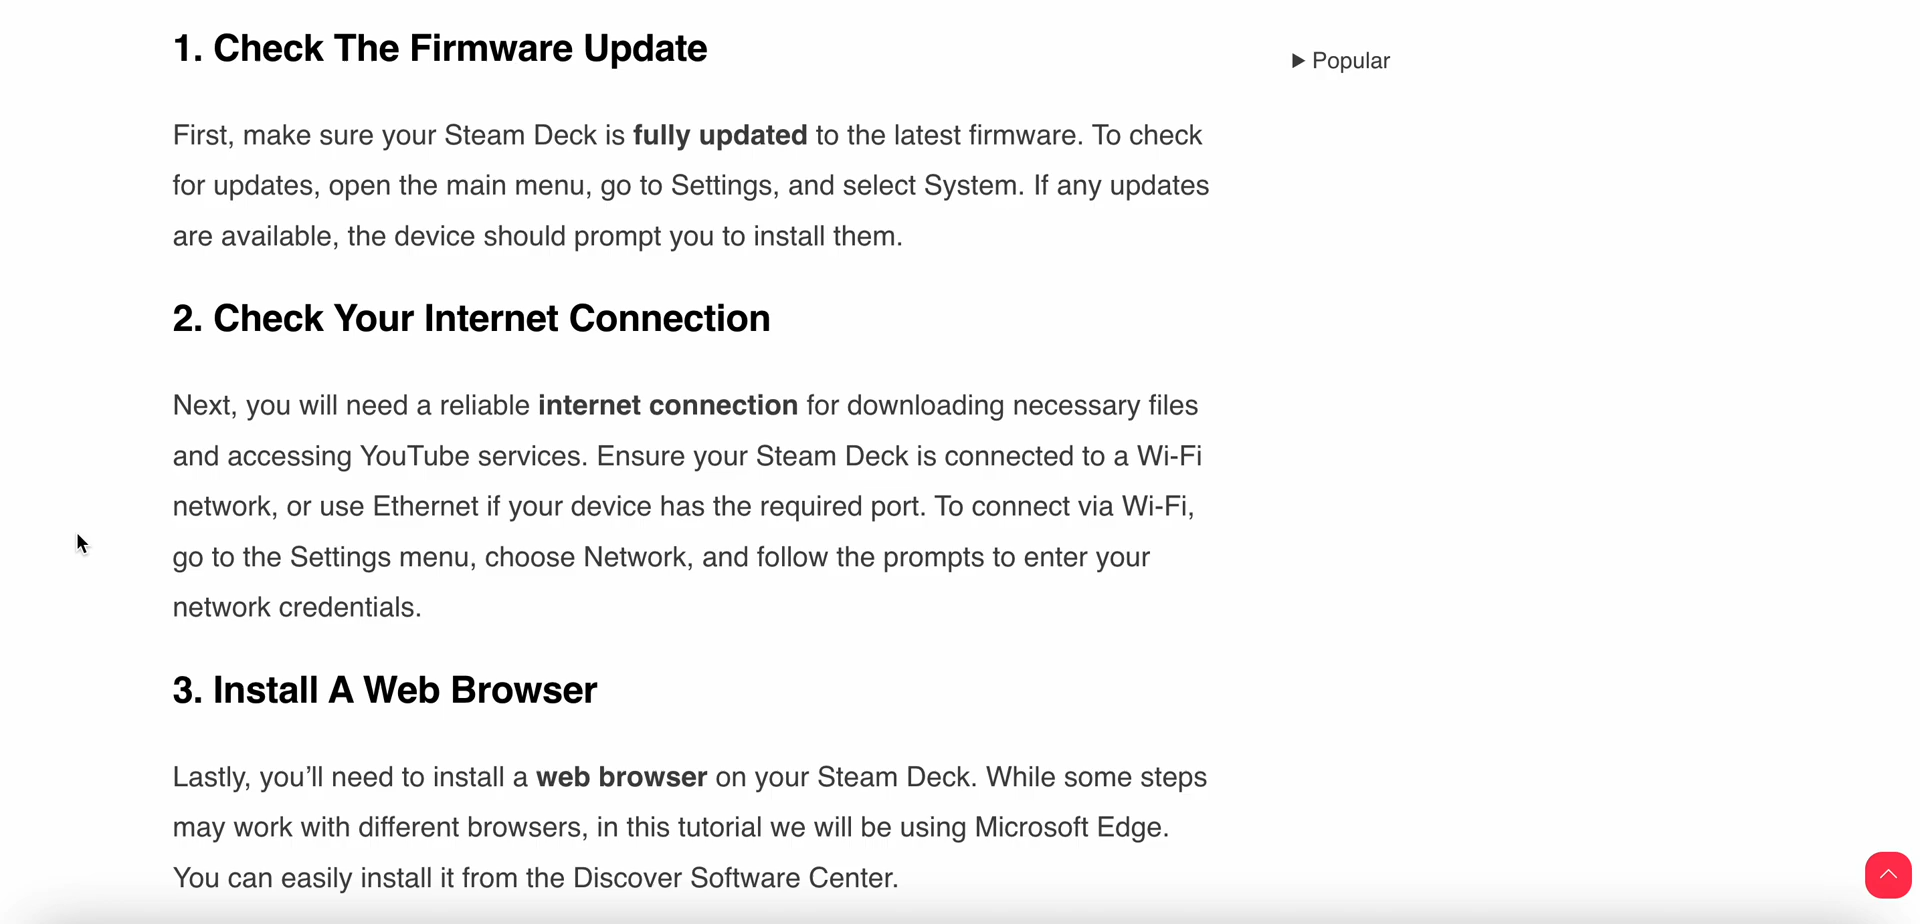 1. Check The Firmware Update
▶ Popular
First, make sure your Steam Deck is fully updated to the latest firmware. To check
for updates, open the main menu, go to Settings, and select System. If any updates
are available, the device should prompt you to install them.
2. Check Your Internet Connection
Next, you will need a reliable internet connection for downloading necessary files
and accessing YouTube services. Ensure your Steam Deck is connected to a Wi-Fi
network, or use Ethernet if your device has the required port. To connect via Wi-Fi,
go to the Settings menu, choose Network, and follow the prompts to enter your
network credentials.
3. Install A Web Browser
Lastly, you’ll need to install a web browser on your Steam Deck. While some steps
may work with different browsers, in this tutorial we will be using Microsoft Edge.
You can easily install it from the Discover Software Center.